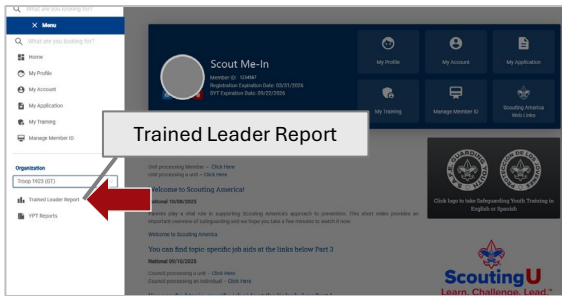 What are you looking for?
Menu
What are you looking for?
Home
My Profile
My Account
My Application
My Training
Manage Member ID
Organization
Troop 1923 (GT)
Trained Leader Report
YPT Reports
Scout Me-In
Member ID: 1234567
Registration Expiration Date: 03/31/2026
SYT Expiration Date: 09/22/2026
My Profile
My Account
My Application
My Training
Manage Member ID
Scouting America
Web Links
Trained Leader Report
Unit processing Member – Click Here
Unit processing a unit – Click Here
Welcome to Scouting America!
National 10/08/2025
Parents play a vital role in supporting Scouting America's approach to prevention. This short video provides an
important overview of safeguarding and we hope you take a few minutes to watch it now.
Welcome to Scouting America
You can find topic-specific job aids at the links below Part 3
National 09/10/2025
Council processing a unit – Click Here
Council processing an individual – Click Here
Click logo to take Safeguarding Youth Training in
English or Spanish
ScoutingU
Learn. Challenge. Lead.™